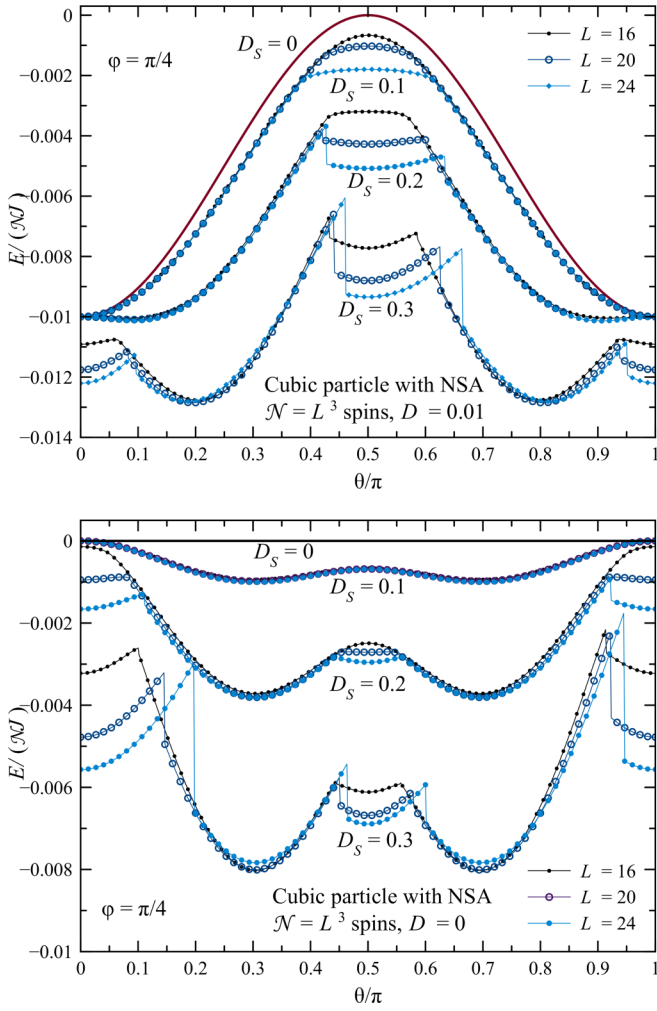 0
−0.002
−0.004
−0.006
−0.008
−0.01
−0.012
−0.014
E/(𝒩J)
φ = π/4
D_S = 0
L = 16
L = 20
L = 24
D_S = 0.1
D_S = 0.2
D_S = 0.3
Cubic particle with NSA
𝒩 = L³ spins, D = 0.01
0 0.1 0.2 0.3 0.4 0.5 0.6 0.7 0.8 0.9 1
θ/π
0
−0.002
−0.004
−0.006
−0.008
−0.01
E/(𝒩J)
D_S = 0
D_S = 0.1
D_S = 0.2
D_S = 0.3
φ = π/4
Cubic particle with NSA
𝒩 = L³ spins, D = 0
L = 16
L = 20
L = 24
0 0.1 0.2 0.3 0.4 0.5 0.6 0.7 0.8 0.9 1
θ/π